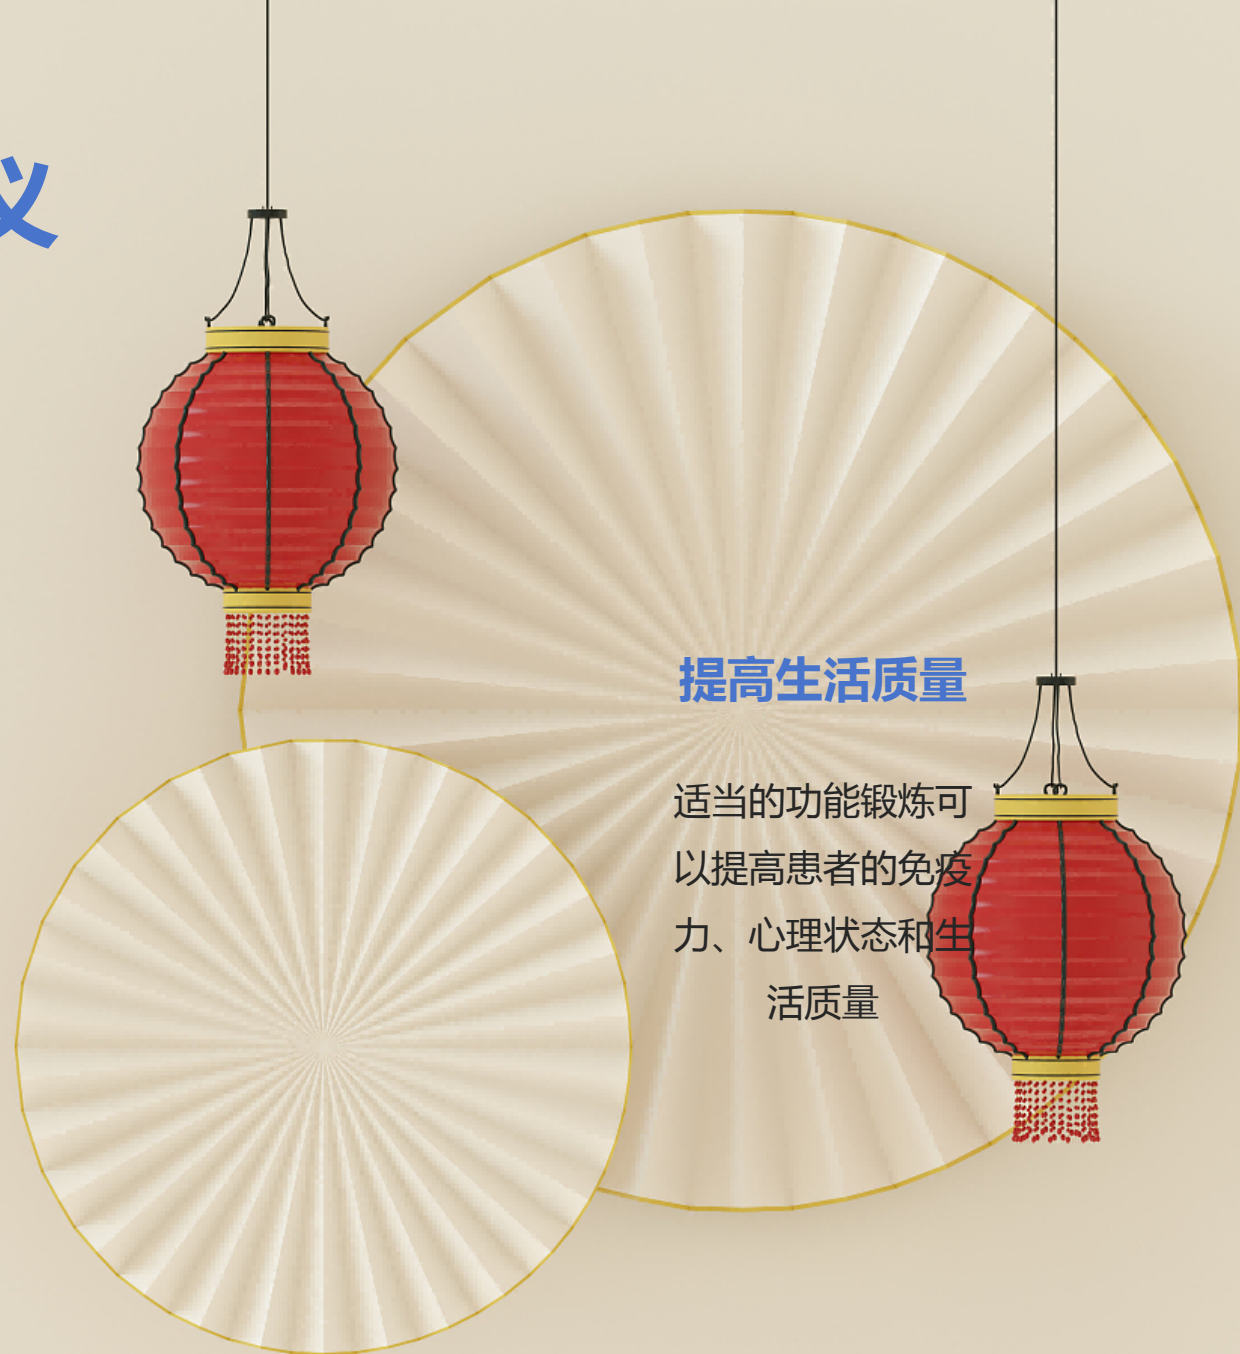 提高生活质量
适当的功能锻炼可
以提高患者的免疫
力、心理状态和生
活质量